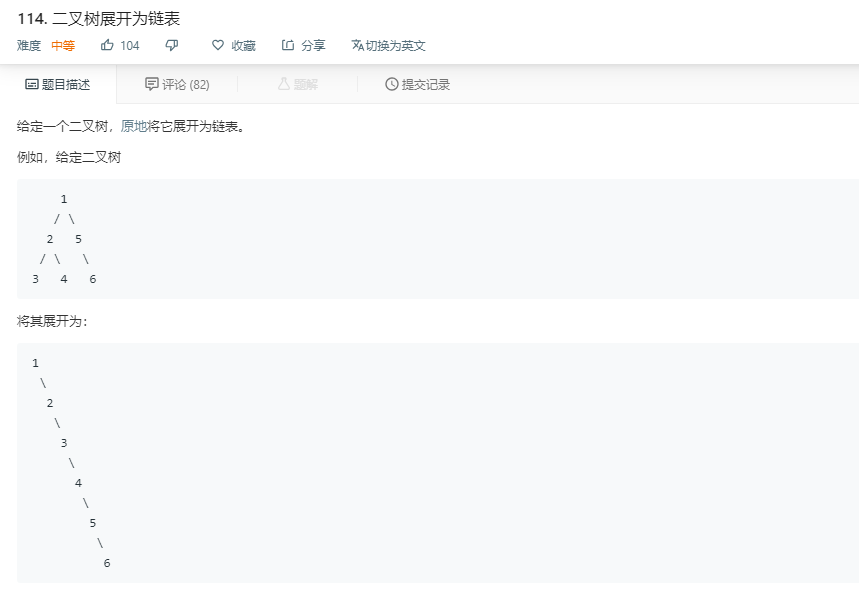 114. 二叉树展开为链表
难度 中等 104 收藏 分享 切换为英文
题目描述 评论 (82) 题解 提交记录
给定一个二叉树，原地将它展开为链表。
例如，给定二叉树
    1
   / \
  2   5
 / \   \
3   4   6
将其展开为：
1
 \
  2
   \
    3
     \
      4
       \
        5
         \
          6